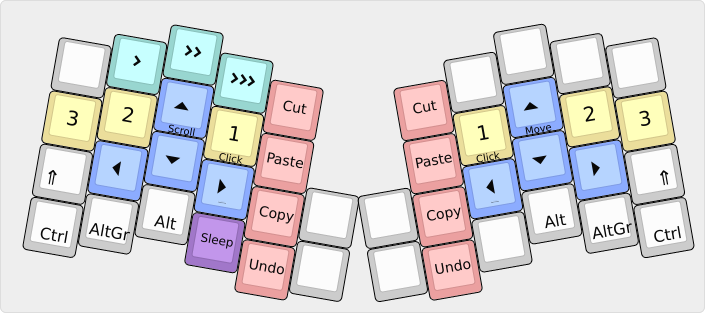 › ›› ›››
Cut Cut
3 2 Scroll 1 Click 1 Click Move 2 3
Paste Paste
⇑ ⇑
Copy Copy
Ctrl AltGr Alt Sleep Alt AltGr Ctrl
Undo Undo